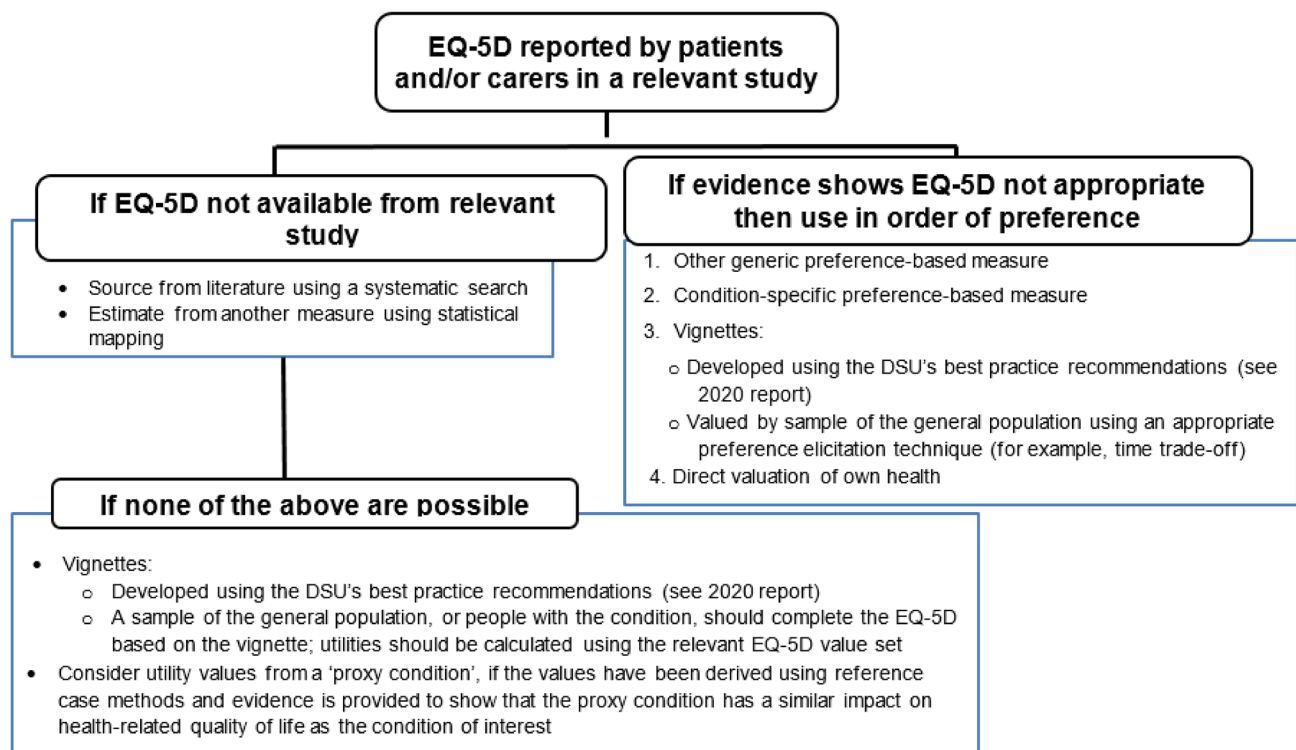 EQ-5D reported by patients
and/or carers in a relevant study
If EQ-5D not available from relevant
study
• Source from literature using a systematic search
• Estimate from another measure using statistical
mapping
If evidence shows EQ-5D not appropriate
then use in order of preference
1. Other generic preference-based measure
2. Condition-specific preference-based measure
3. Vignettes:
o Developed using the DSU’s best practice recommendations (see
2020 report)
o Valued by sample of the general population using an appropriate
preference elicitation technique (for example, time trade-off)
4. Direct valuation of own health
If none of the above are possible
• Vignettes:
o Developed using the DSU’s best practice recommendations (see 2020 report)
o A sample of the general population, or people with the condition, should complete the EQ-5D
based on the vignette; utilities should be calculated using the relevant EQ-5D value set
• Consider utility values from a ‘proxy condition’, if the values have been derived using reference
case methods and evidence is provided to show that the proxy condition has a similar impact on
health-related quality of life as the condition of interest